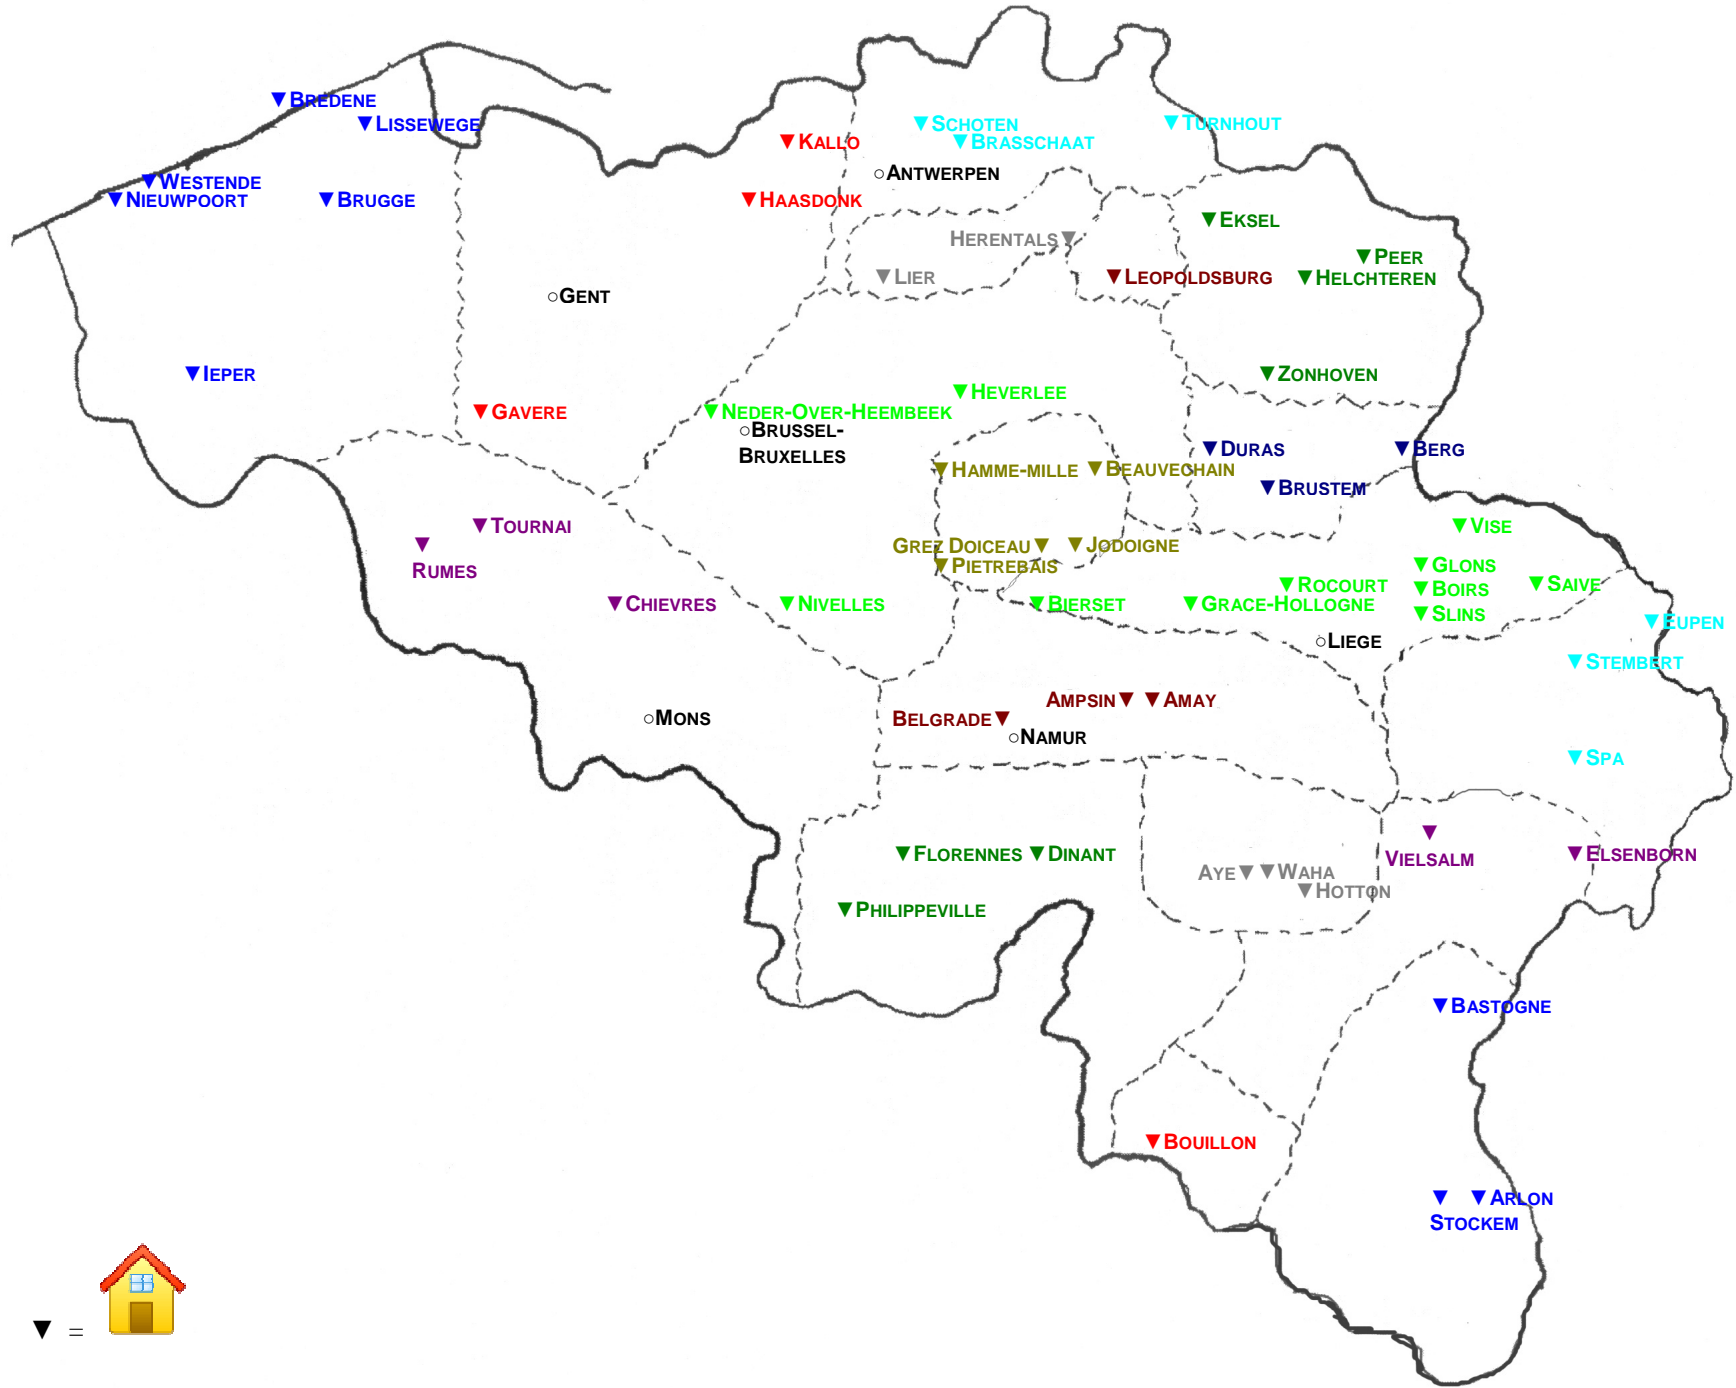 ▼BREDENE
▼LISSEWEGE
▼SCHOTEN
▼TURNHOUT
▼KALLO
▼BRASSCHAAT
○ANTWERPEN
▼WESTENDE
▼NIEUWPOORT
▼BRUGGE
▼HAASDONK
▼EKSEL
HERENTALS▼
▼PEER
▼LIER
▼LEOPOLDSBURG
▼HELCHTEREN
○GENT
▼IEPER
▼ZONHOVEN
▼HEVERLEE
▼GAVERE
▼NEDER-OVER-HEEMBEEK
○BRUSSEL-
BRUXELLES
▼DURAS
▼BERG
▼HAMME-MILLE
▼BEAUVECHAIN
▼BRUSTEM
▼TOURNAI
▼VISE
▼
RUMES
GREZ DOICEAU▼
▼JODOIGNE
▼PIETREBAIS
▼GLONS
▼ROCOURT
▼BOIRS
▼SAIVE
▼CHIEVRES
▼NIVELLES
▼BIERSET
▼GRACE-HOLLOGNE
▼SLINS
▼EUPEN
○LIEGE
▼STEMBERT
AMPSIN▼
▼AMAY
○MONS
BELGRADE▼
○NAMUR
▼SPA
▼
VIELSALM
▼FLORENNES
▼DINANT
▼ELSENBORN
AYE▼
▼WAHA
▼HOTTON
▼PHILIPPEVILLE
▼BASTOGNE
▼BOUILLON
▼
STOCKEM
▼ARLON
▼ =